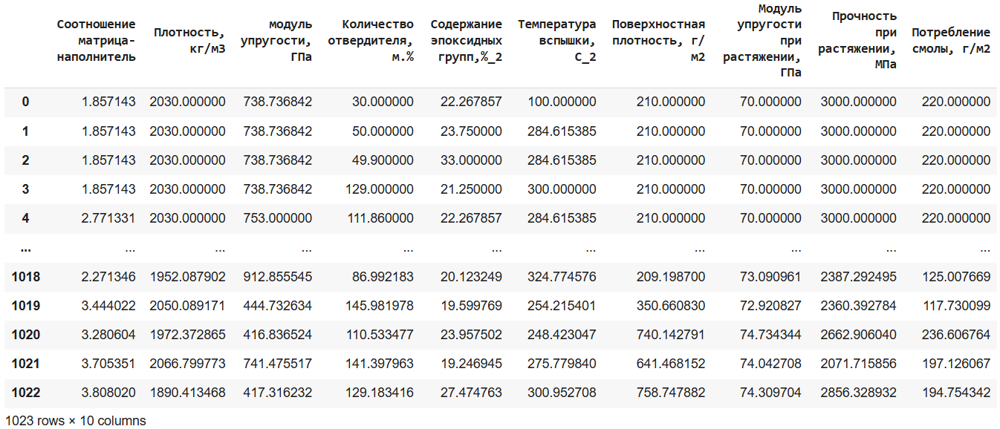 Соотношение матрица-наполнитель Плотность, кг/м3 модуль упругости, ГПа Количество отвердителя, м.% Содержание эпоксидных групп,%_2 Температура вспышки, С_2 Поверхностная плотность, г/м2 Модуль упругости при растяжении, ГПа Прочность при растяжении, МПа Потребление смолы, г/м2
0 1.857143 2030.000000 738.736842 30.000000 22.267857 100.000000 210.000000 70.000000 3000.000000 220.000000
1 1.857143 2030.000000 738.736842 50.000000 23.750000 284.615385 210.000000 70.000000 3000.000000 220.000000
2 1.857143 2030.000000 738.736842 49.900000 33.000000 284.615385 210.000000 70.000000 3000.000000 220.000000
3 1.857143 2030.000000 738.736842 129.000000 21.250000 300.000000 210.000000 70.000000 3000.000000 220.000000
4 2.771331 2030.000000 753.000000 111.860000 22.267857 284.615385 210.000000 70.000000 3000.000000 220.000000
... ... ... ... ... ... ... ... ... ... ...
1018 2.271346 1952.087902 912.855545 86.992183 20.123249 324.774576 209.198700 73.090961 2387.292495 125.007669
1019 3.444022 2050.089171 444.732634 145.981978 19.599769 254.215401 350.660830 72.920827 2360.392784 117.730099
1020 3.280604 1972.372865 416.836524 110.533477 23.957502 248.423047 740.142791 74.734344 2662.906040 236.606764
1021 3.705351 2066.799773 741.475517 141.397963 19.246945 275.779840 641.468152 74.042708 2071.715856 197.126067
1022 3.808020 1890.413468 417.316232 129.183416 27.474763 300.952708 758.747882 74.309704 2856.328932 194.754342
1023 rows × 10 columns